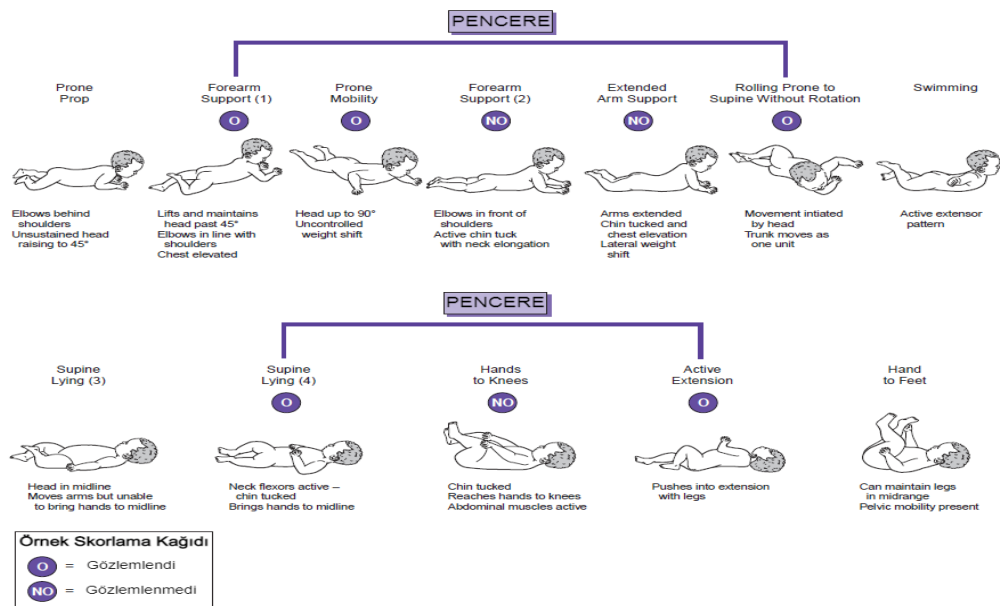 PENCERE
Prone
Prop
Forearm
Support (1)
O
Prone
Mobility
O
Forearm
Support (2)
NO
Extended
Arm Support
NO
Rolling Prone to
Supine Without Rotation
O
Swimming
Elbows behind
shoulders
Unsustained head
raising to 45°
Lifts and maintains
head past 45°
Elbows in line with
shoulders
Chest elevated
Head up to 90°
Uncontrolled
weight shift
Elbows in front of
shoulders
Active chin tuck
with neck elongation
Arms extended
Chin tucked and
chest elevation
Lateral weight
shift
Movement intiated
by head
Trunk moves as
one unit
Active extensor
pattern
PENCERE
Supine
Lying (3)
Supine
Lying (4)
O
Hands
to Knees
NO
Active
Extension
O
Hand
to Feet
Head in midline
Moves arms but unable
to bring hands to midline
Neck flexors active –
chin tucked
Brings hands to midline
Chin tucked
Reaches hands to knees
Abdominal muscles active
Pushes into extension
with legs
Can maintain legs
in midrange
Pelvic mobility present
Örnek Skorlama Kağıdı
O = Gözlemlendi
NO = Gözlemlenmedi